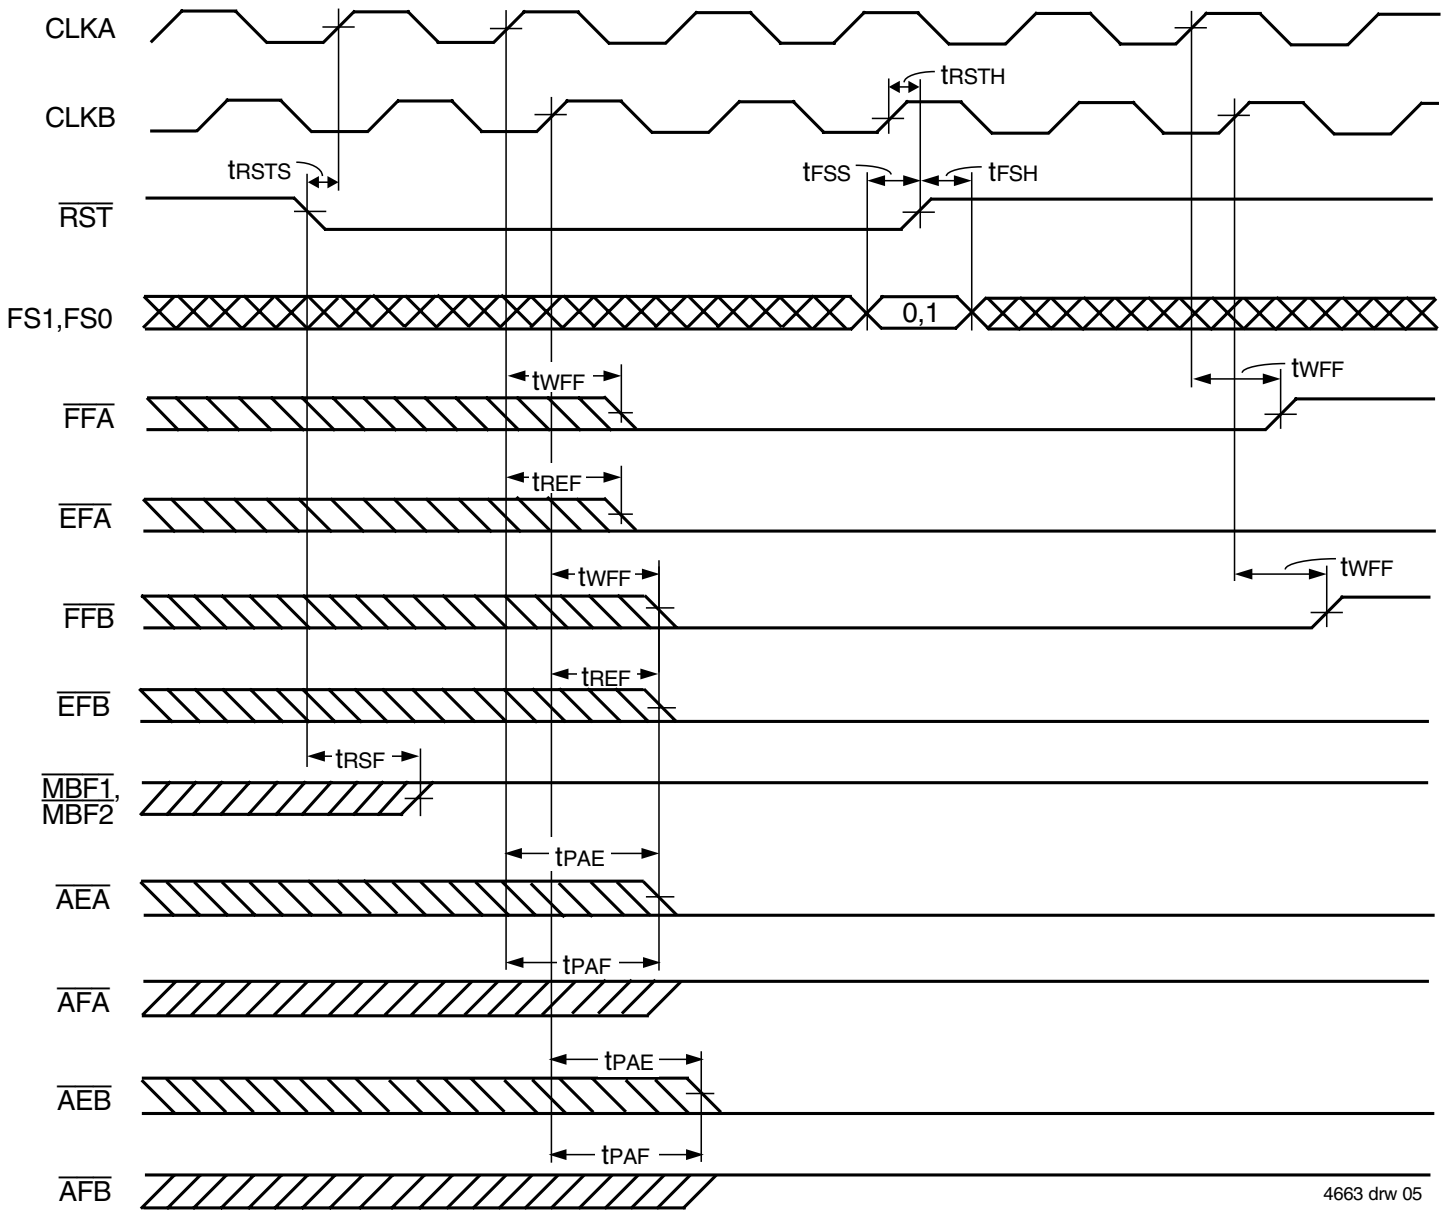 CLKA
tRSTH
CLKB
tRSTS
tFSS
tFSH
RST
FS1,FS0
0,1
tWFF
tWFF
FFA
tREF
EFA
tWFF
tWFF
FFB
tREF
EFB
tRSF
MBF1,
MBF2
tPAE
AEA
tPAF
AFA
tPAE
AEB
tPAF
AFB
4663 drw 05